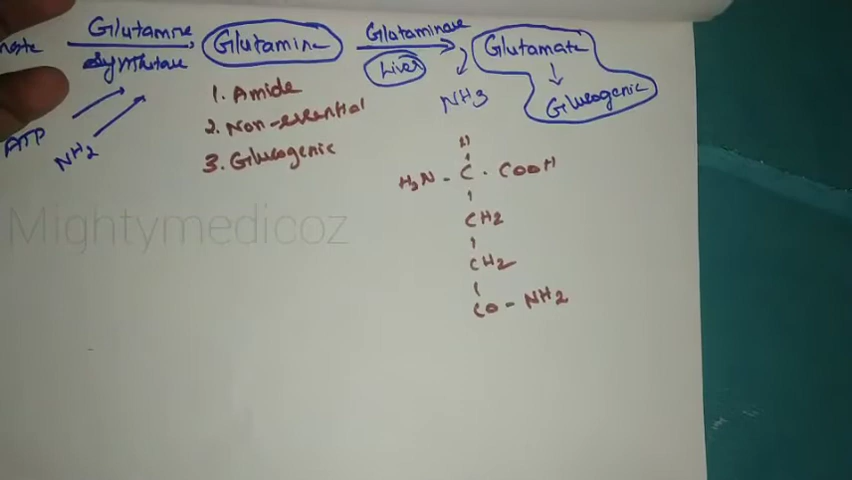 Glutamine
Synthetase
ATP
NH2
Glutamine
1. Amide
2. Non-essential
3. Glucogenic
Glutaminase
Liver
NH3
Glutamate
Glucogenic
H
H2N - C - COOH
CH2
CH2
CO - NH2
Mightymedicoz